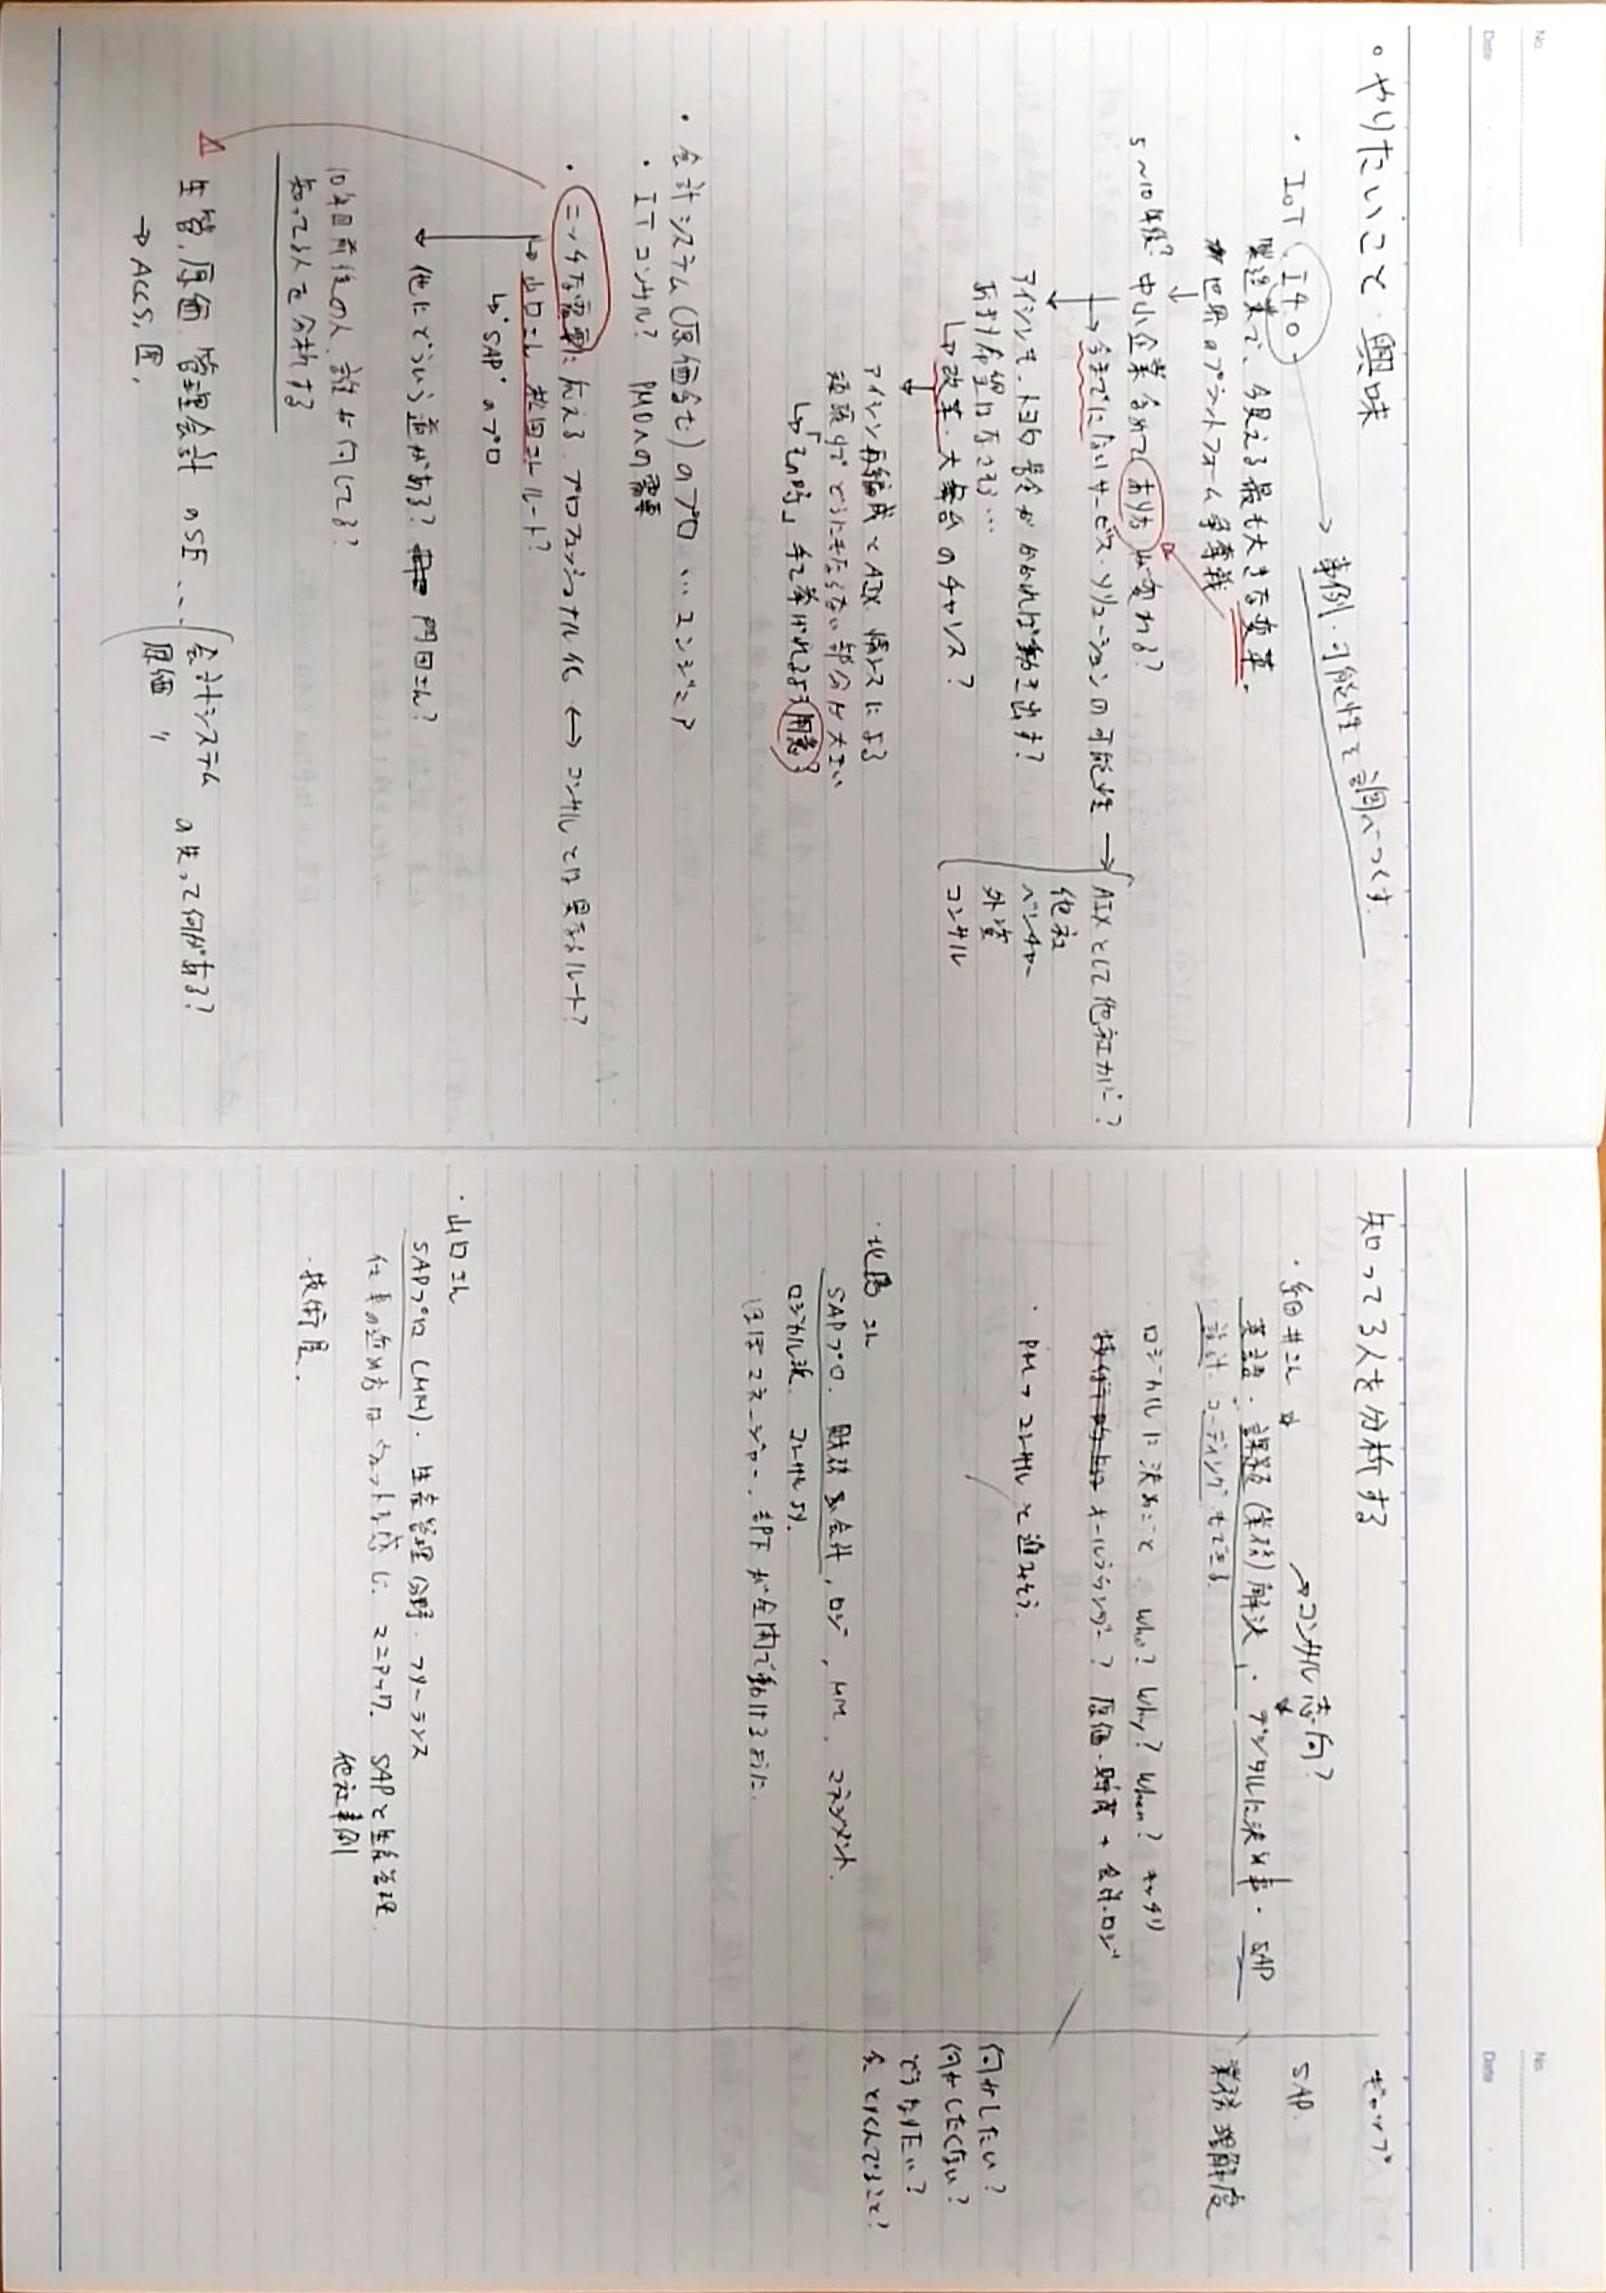 No.
Date
・やりたいこと・興味
・IoT、I4.0 → 事例・可能性を調べつくす。
製造業で、今見える最も大きな変革。
世界のプラットフォーム争奪戦
↓
5〜10年後? 中小企業含めてあり方が変わる?
→今までにないサービス・ソリューションの可能性 →
AIXとして他社カバー?
他社
ベンチャー
外資
コンサル
アイシンも、トヨタ号令がかかれば動き出す?
あまり希望はなさそう…
↳改革・大舞台のチャンス?
↓
アイシン再編成とAIX、情シスによる
頑張りでどうにもならない部分が大きい
↳「その時」手を挙げれるよう用意
・会計システム(原価含む)のプロ…エンジニア
・ITコンサル? PMOへの需要
・ニッチな需要に応える プロフェッショナル化 ←→ コンサルとは異なるルート?
↳山口さん、松田さんルート?
↳"SAP"のプロ
他にどういう道がある? 門田さん?
10年目前後の人、誰が何してる?
知ってる人を分析する
生管、原価、管理会計のSE…
会計システム
原価 〃
の先って何がある?
→ ACCS, 匠,
No.
Date
知ってる人を分析する
ギャップ
・細井さん →コンサル志向?
英語・課題(業務)解決、・デジタルに決め事・SAP
設計、コーディングもできる
ロジカルに決めごと Who? Why? When? キッチリ
オールラウンダー? 原価・財務+会計・ロジ
・PM→コンサルと進みそう。
SAP.
業務理解度
何がしたい?
何がしたくない?
どうなりたい?
今、とりくんでること?
・北島さん
SAPプロ. 財務会計, ロジ, MM, マネジメント.
ロジカル派. コンサルより.
ほぼマネージャー. 部下が全開で動けるように.
・山口さん
SAPプロ (MM)・生産管理分野・フリーランス
仕事の進め方はウェットな感じ. マニアック. SAPと生産管理.
他社事例
・技術屋.